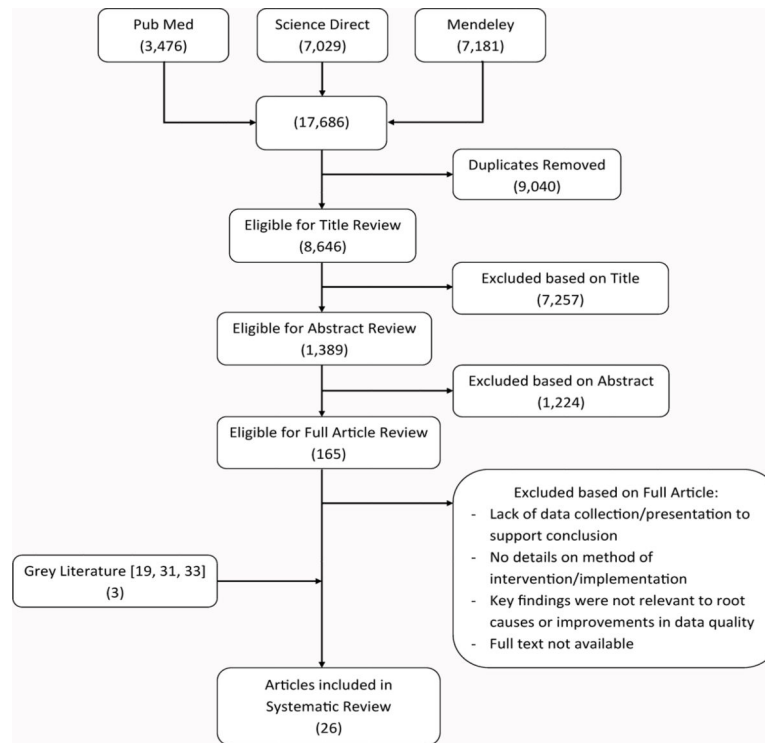 Pub Med
(3,476)
Science Direct
(7,029)
Mendeley
(7,181)
(17,686)
Duplicates Removed
(9,040)
Eligible for Title Review
(8,646)
Excluded based on Title
(7,257)
Eligible for Abstract Review
(1,389)
Excluded based on Abstract
(1,224)
Eligible for Full Article Review
(165)
Excluded based on Full Article:
- Lack of data collection/presentation to
support conclusion
- No details on method of
intervention/implementation
- Key findings were not relevant to root
causes or improvements in data quality
- Full text not available
Grey Literature [19, 31, 33]
(3)
Articles included in
Systematic Review
(26)